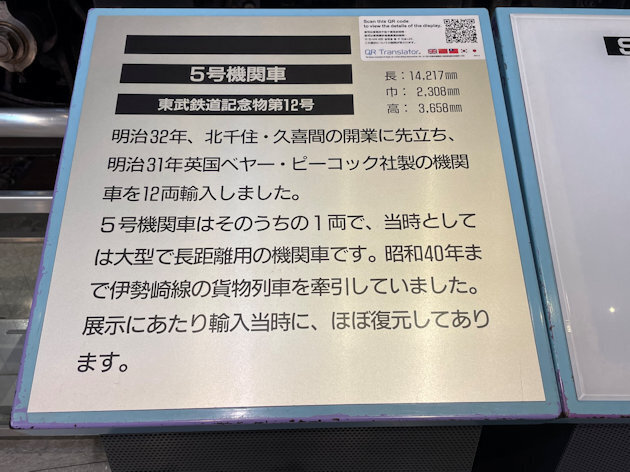 Scan this QR code
to view the details of the display.
QR Translator.
5号機関車
東武鉄道記念物第12号
長：14,217mm
巾：2,308mm
高：3,658mm
明治32年、北千住・久喜間の開業に先立ち、
明治31年英国ベヤー・ピーコック社製の機関
車を12両輸入しました。
５号機関車はそのうちの１両で、当時として
は大型で長距離用の機関車です。昭和40年ま
で伊勢崎線の貨物列車を牽引していました。
展示にあたり輸入当時に、ほぼ復元してあり
ます。